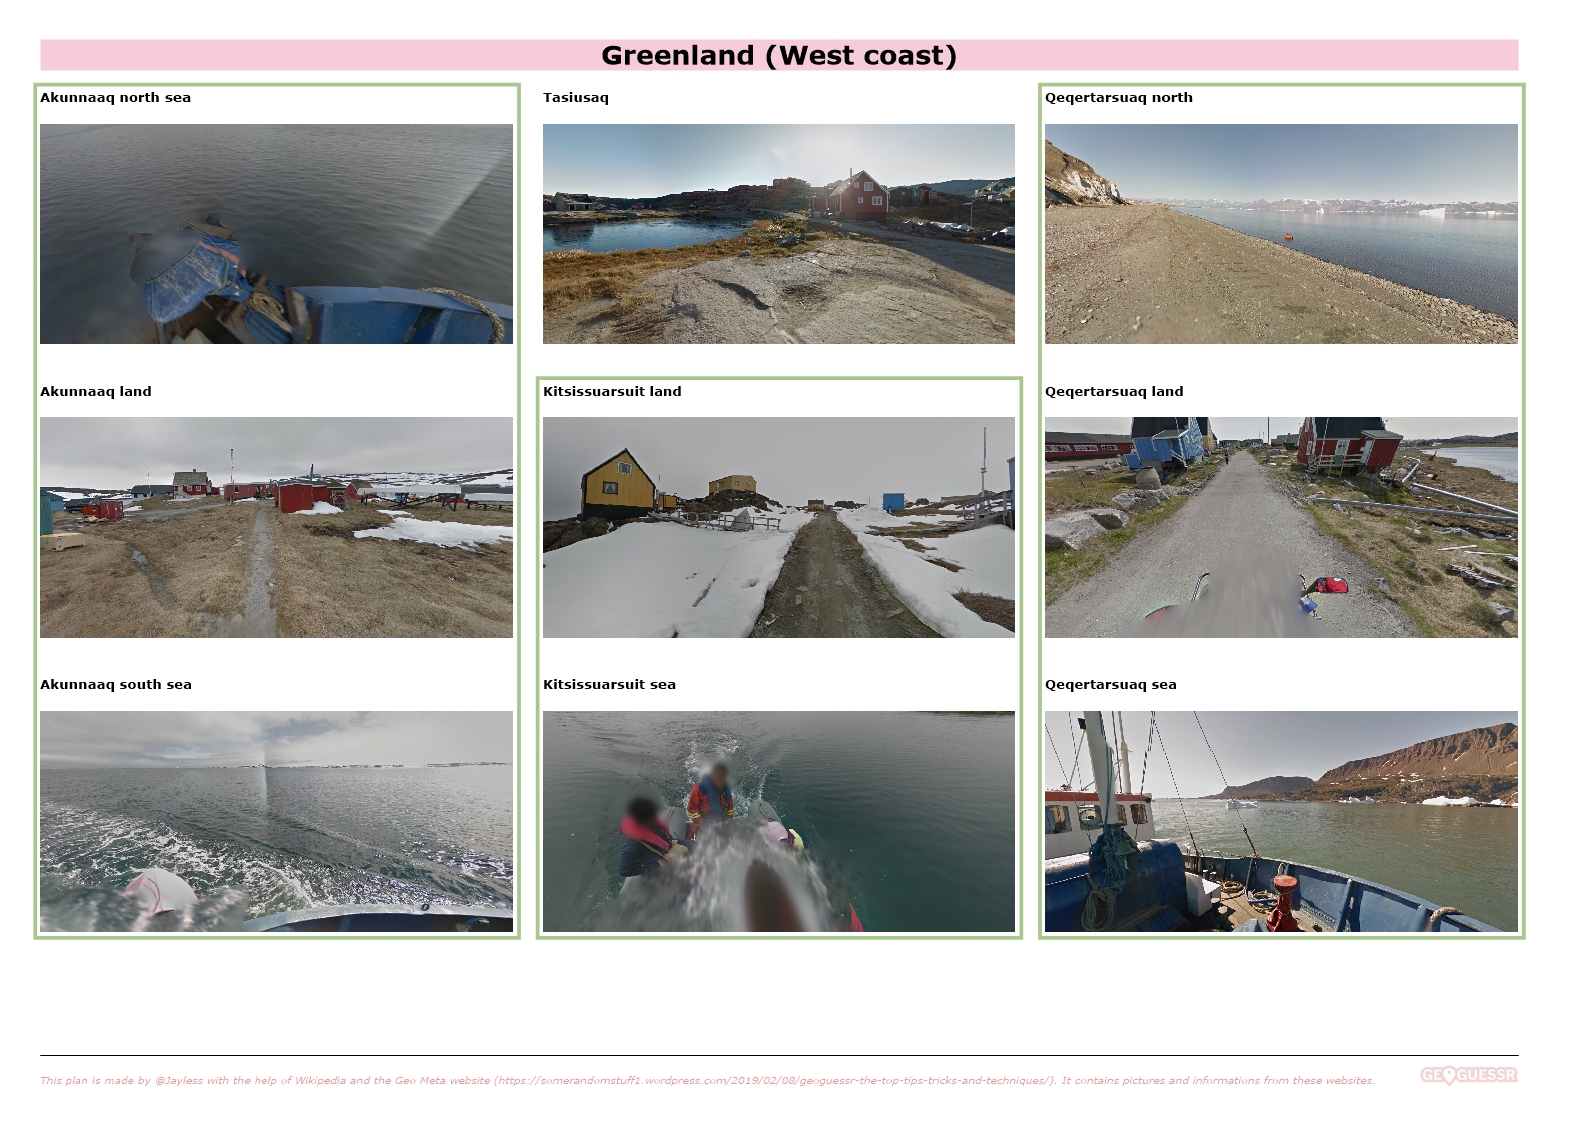 Greenland (West coast)
Akunnaaq north sea
Tasiusaq
Qeqertarsuaq north
Akunnaaq land
Kitsissuarsuit land
Qeqertarsuaq land
Akunnaaq south sea
Kitsissuarsuit sea
Qeqertarsuaq sea
This plan is made by @Jayless with the help of Wikipedia and the Geo Meta website (https://somerandomstuff1.wordpress.com/2019/02/08/geoguessr-the-top-tips-tricks-and-techniques/). It contains pictures and informations from these websites.
GEOGUESSR